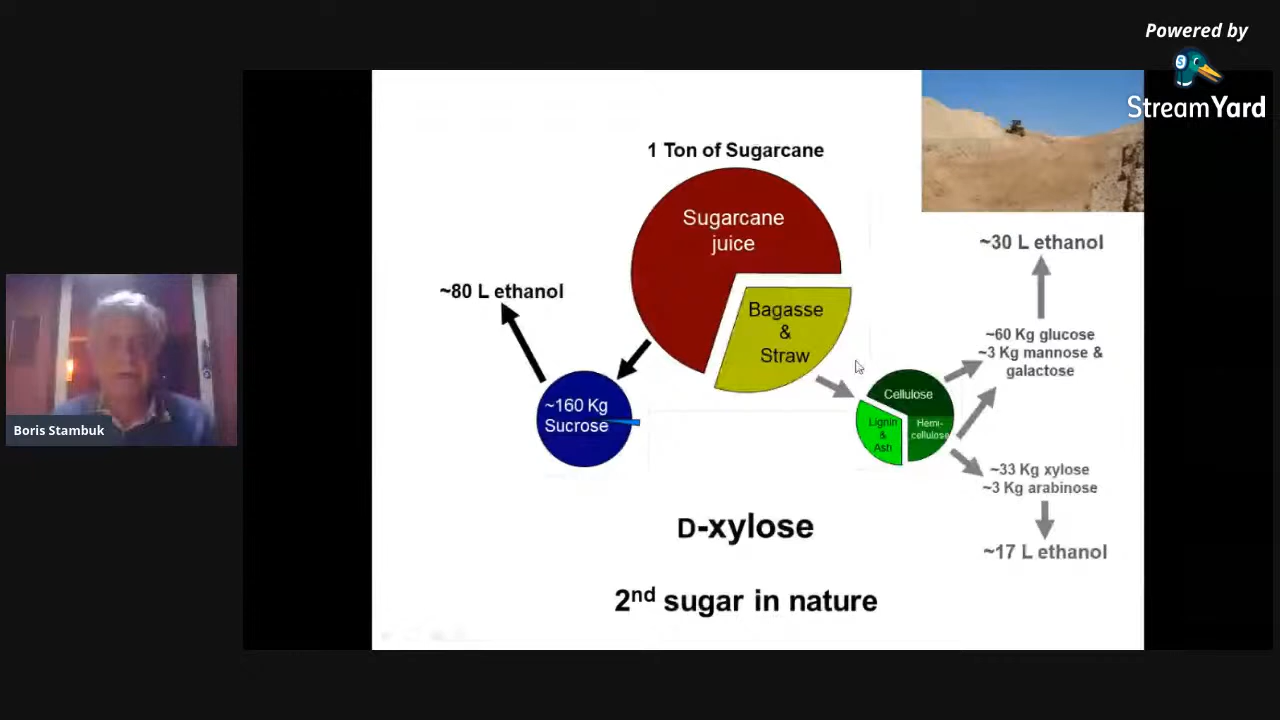 Powered by
S
StreamYard
1 Ton of Sugarcane
Sugarcane
juice
Bagasse
&
Straw
~80 L ethanol
~160 Kg
Sucrose
Cellulose
Lignin
&
Ash
Hemi-
cellulose
~30 L ethanol
~60 Kg glucose
~3 Kg mannose &
galactose
~33 Kg xylose
~3 Kg arabinose
~17 L ethanol
D-xylose
2nd sugar in nature
Boris Stambuk